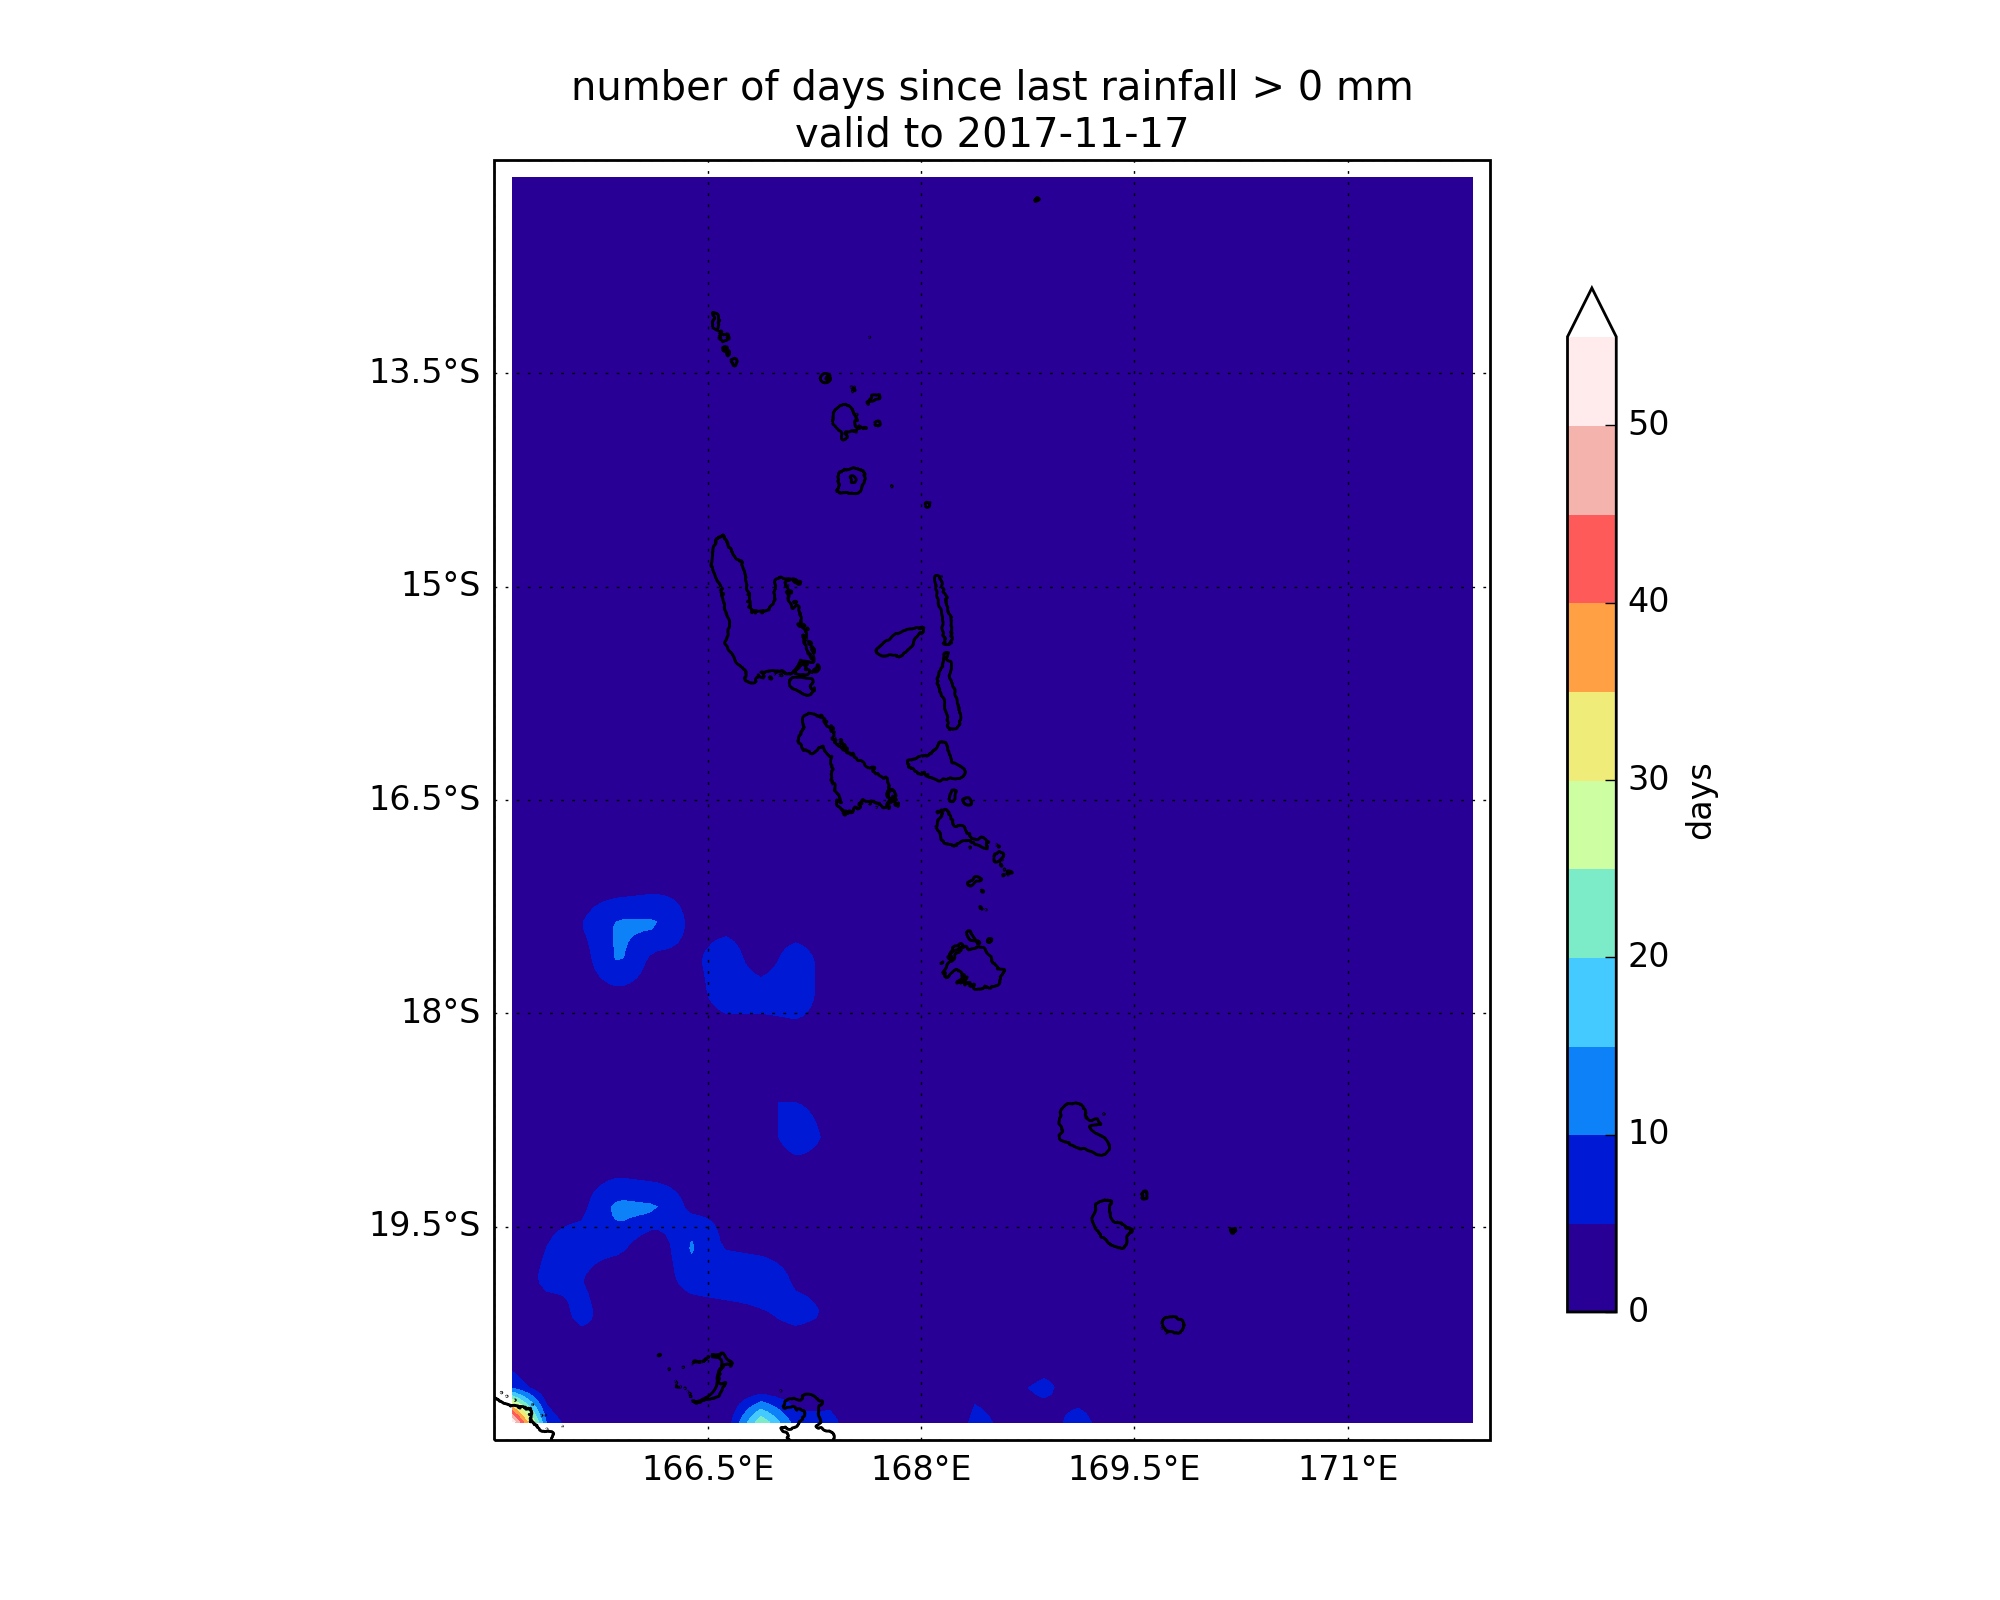 number of days since last rainfall > 0 mm
valid to 2017-11-17
13.5°S
15°S
16.5°S
18°S
19.5°S
166.5°E
168°E
169.5°E
171°E
50
40
30
20
10
0
days